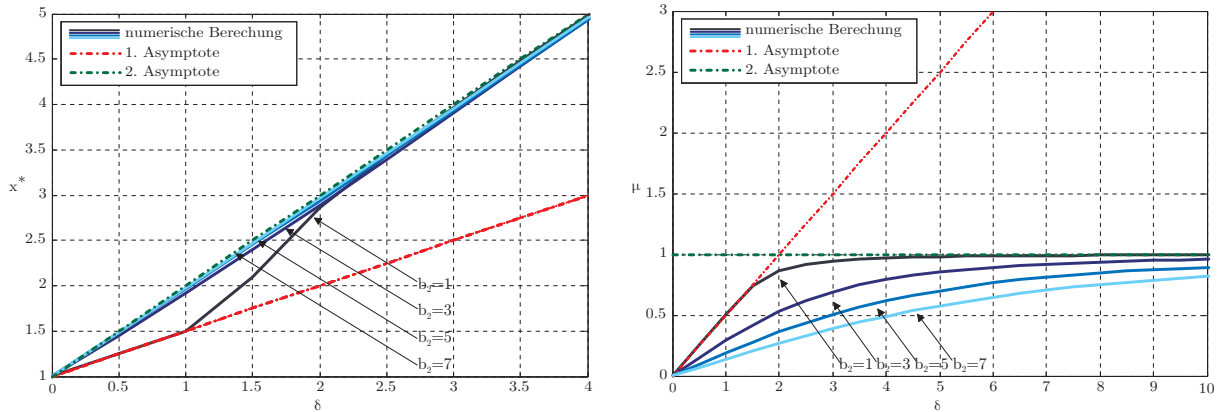 5
4.5
4
3.5
3
2.5
2
1.5
1
x*
numerische Berechung
1. Asymptote
2. Asymptote
b₂=1
b₂=3
b₂=5
b₂=7
0 0.5 1 1.5 2 2.5 3 3.5 4
δ
3
2.5
2
1.5
1
0.5
0
μ
numerische Berechung
1. Asymptote
2. Asymptote
b₂=1 b₂=3 b₂=5 b₂=7
0 1 2 3 4 5 6 7 8 9 10
δ